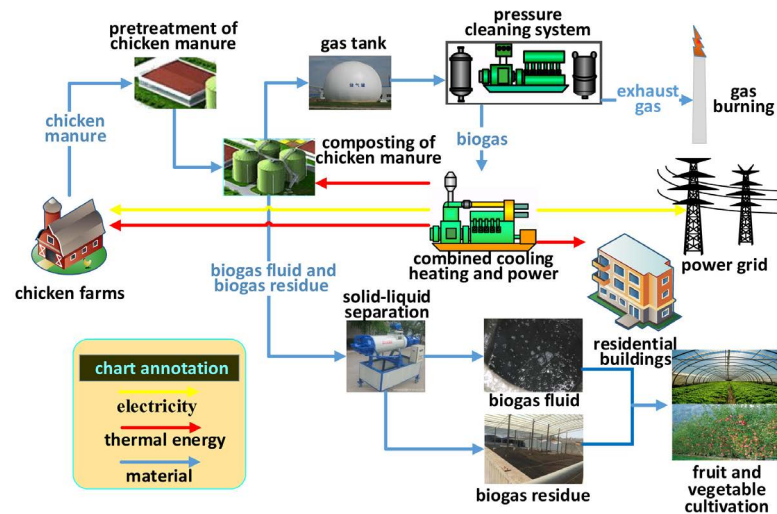 pretreatment of
chicken manure
gas tank
pressure
cleaning system
chicken
manure
exhaust
gas
gas
burning
biogas
composting of
chicken manure
chicken farms
combined cooling
heating and power
power grid
biogas fluid and
biogas residue
solid-liquid
separation
residential
buildings
chart annotation
electricity
thermal energy
material
biogas fluid
biogas residue
fruit and
vegetable
cultivation